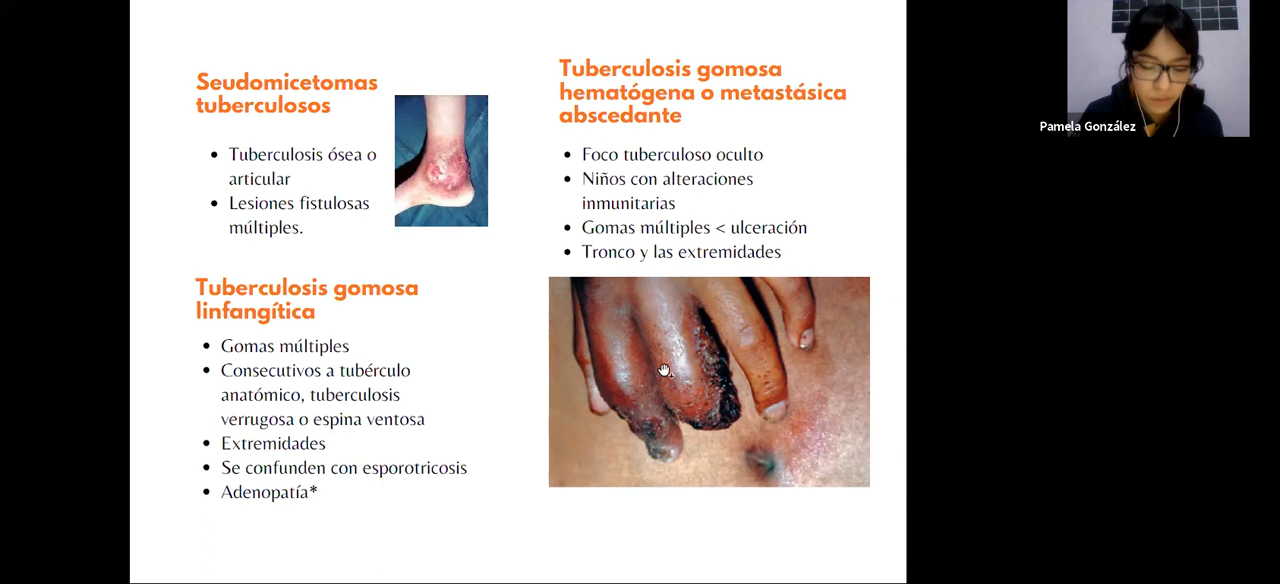 Seudomicetomas
tuberculosos
• Tuberculosis ósea o
articular
• Lesiones fistulosas
múltiples.
Tuberculosis gomosa
linfangítica
• Gomas múltiples
• Consecutivos a tubérculo
anatómico, tuberculosis
verrugosa o espina ventosa
• Extremidades
• Se confunden con esporotricosis
• Adenopatía*
Tuberculosis gomosa
hematógena o metastásica
abscedante
• Foco tuberculoso oculto
• Niños con alteraciones
inmunitarias
• Gomas múltiples < ulceración
• Tronco y las extremidades
Pamela González